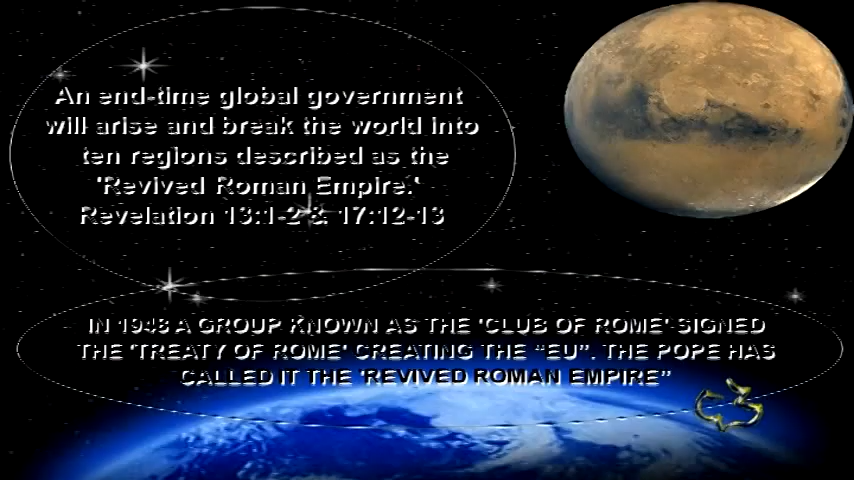 An end-time global government
will arise and break the world into
ten regions described as the
'Revived Roman Empire.'
Revelation 13:1-2 & 17:12-13
IN 1948 A GROUP KNOWN AS THE 'CLUB OF ROME' SIGNED
THE 'TREATY OF ROME' CREATING THE “EU”. THE POPE HAS
CALLED IT THE 'REVIVED ROMAN EMPIRE”